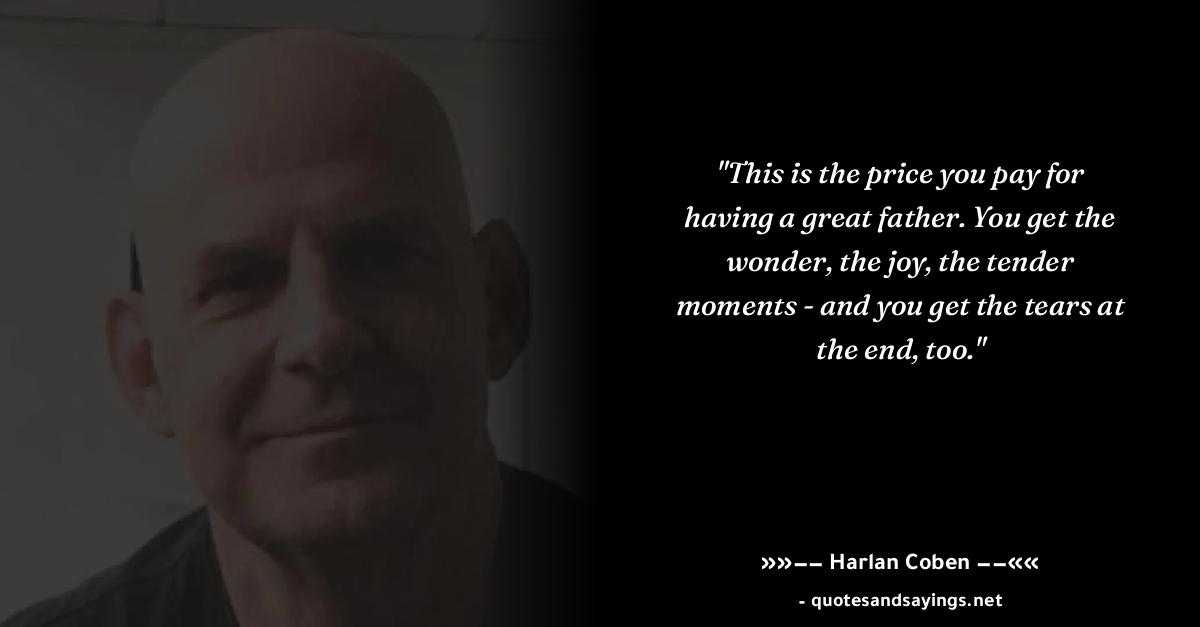 "This is the price you pay for
having a great father. You get the
wonder, the joy, the tender
moments - and you get the tears at
the end, too."
»»−− Harlan Coben −−««
- quotesandsayings.net